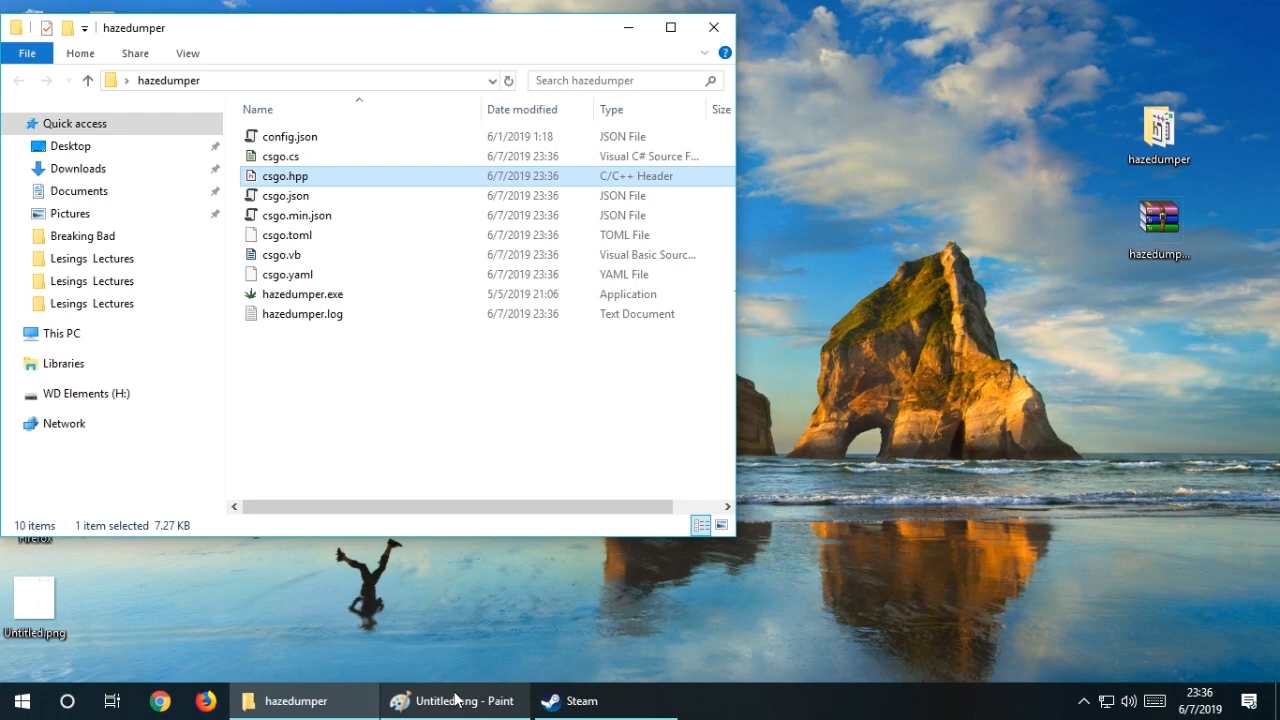 hazedumper
File Home Share View
hazedumper Search hazedumper
Name Date modified Type Size
Quick access
Desktop
Downloads
Documents
Pictures
Breaking Bad
Lesings Lectures
Lesings Lectures
Lesings Lectures
This PC
Libraries
WD Elements (H:)
Network
config.json 6/1/2019 1:18 JSON File
csgo.cs 6/7/2019 23:36 Visual C# Source F...
csgo.hpp 6/7/2019 23:36 C/C++ Header
csgo.json 6/7/2019 23:36 JSON File
csgo.min.json 6/7/2019 23:36 JSON File
csgo.toml 6/7/2019 23:36 TOML File
csgo.vb 6/7/2019 23:36 Visual Basic Sourc...
csgo.yaml 6/7/2019 23:36 YAML File
hazedumper.exe 5/5/2019 21:06 Application
hazedumper.log 6/7/2019 23:36 Text Document
10 items 1 item selected 7.27 KB
hazedumper
hazedump...
Firefox
Untitled.png
hazedumper
Untitled.png - Paint
Steam
23:36
6/7/2019